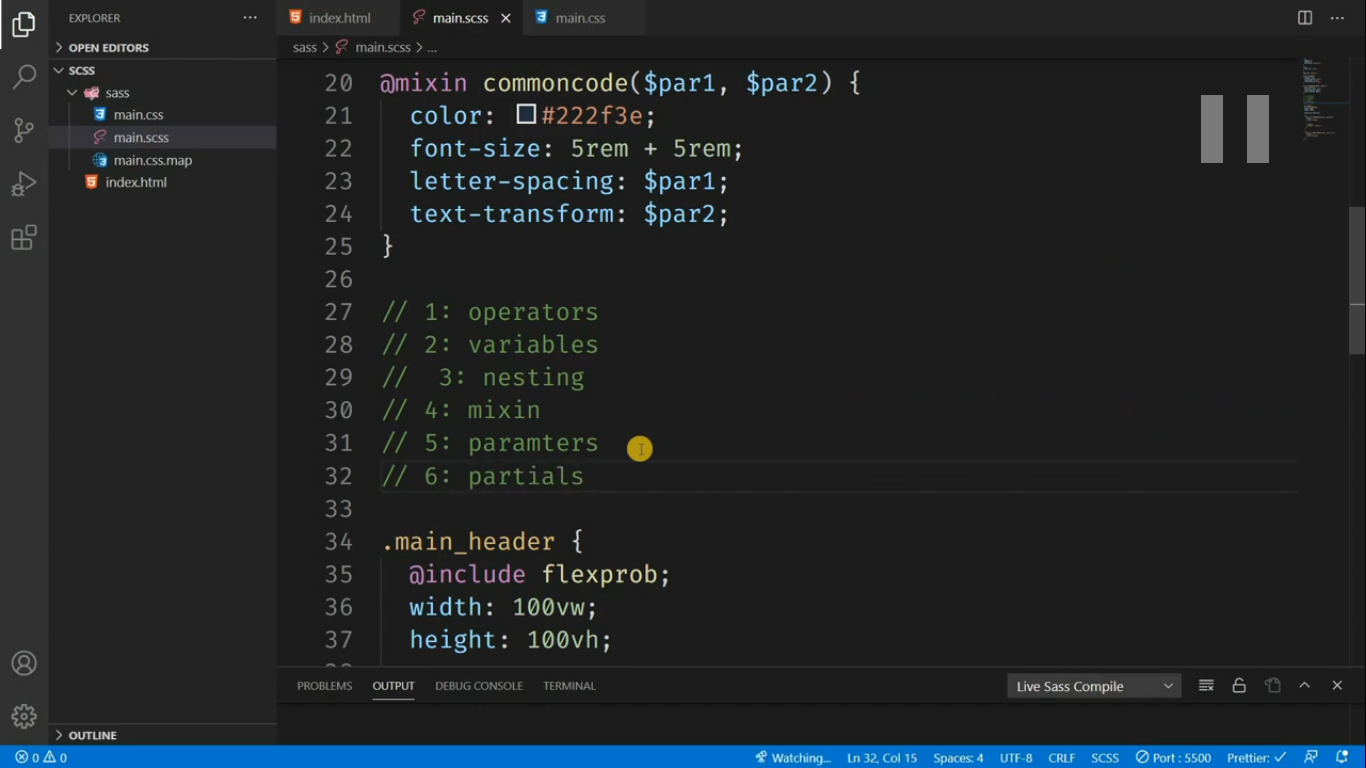 EXPLORER
index.html
main.scss
main.css
OPEN EDITORS
sass > main.scss > ...
SCSS
sass
main.css
main.scss
main.css.map
index.html
20 @mixin commoncode($par1, $par2) {
21 color: #222f3e;
22 font-size: 5rem + 5rem;
23 letter-spacing: $par1;
24 text-transform: $par2;
25 }
26
27 // 1: operators
28 // 2: variables
29 //  3: nesting
30 // 4: mixin
31 // 5: paramters
32 // 6: partials
33
34 .main_header {
35 @include flexprob;
36 width: 100vw;
37 height: 100vh;
PROBLEMS OUTPUT DEBUG CONSOLE TERMINAL
Live Sass Compile
OUTLINE
0 0 Watching... Ln 32, Col 15 Spaces: 4 UTF-8 CRLF SCSS Port : 5500 Prettier: